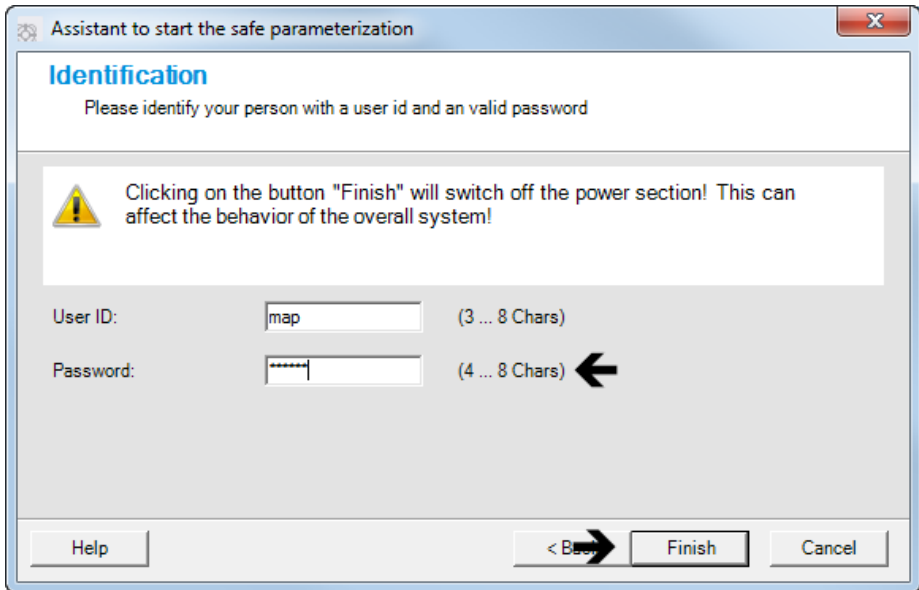 Assistant to start the safe parameterization
Identification
Please identify your person with a user id and an valid password
Clicking on the button "Finish" will switch off the power section! This can
affect the behavior of the overall system!
User ID:
map
(3 ... 8 Chars)
Password:
******
(4 ... 8 Chars)
Help
< Finish
Cancel